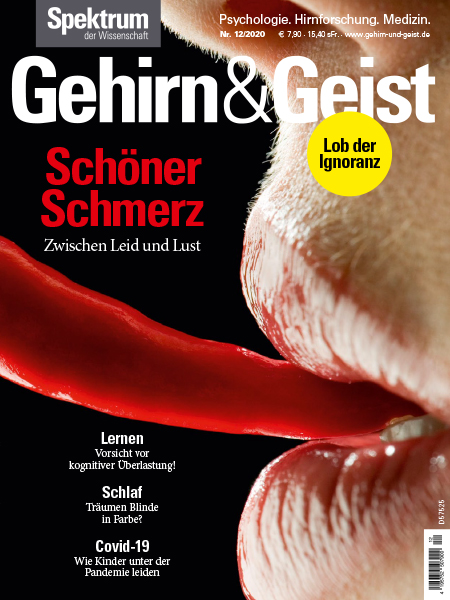 Spektrum
der Wissenschaft
Psychologie. Hirnforschung. Medizin.
Nr. 12/2020 € 7,90 · 15,40 sFr. · www.gehirn-und-geist.de
Gehirn&Geist
Lob der
Ignoranz
Schöner
Schmerz
Zwischen Leid und Lust
Lernen
Vorsicht vor
kognitiver Überlastung!
Schlaf
Träumen Blinde
in Farbe?
Covid-19
Wie Kinder unter der
Pandemie leiden
D57525
12